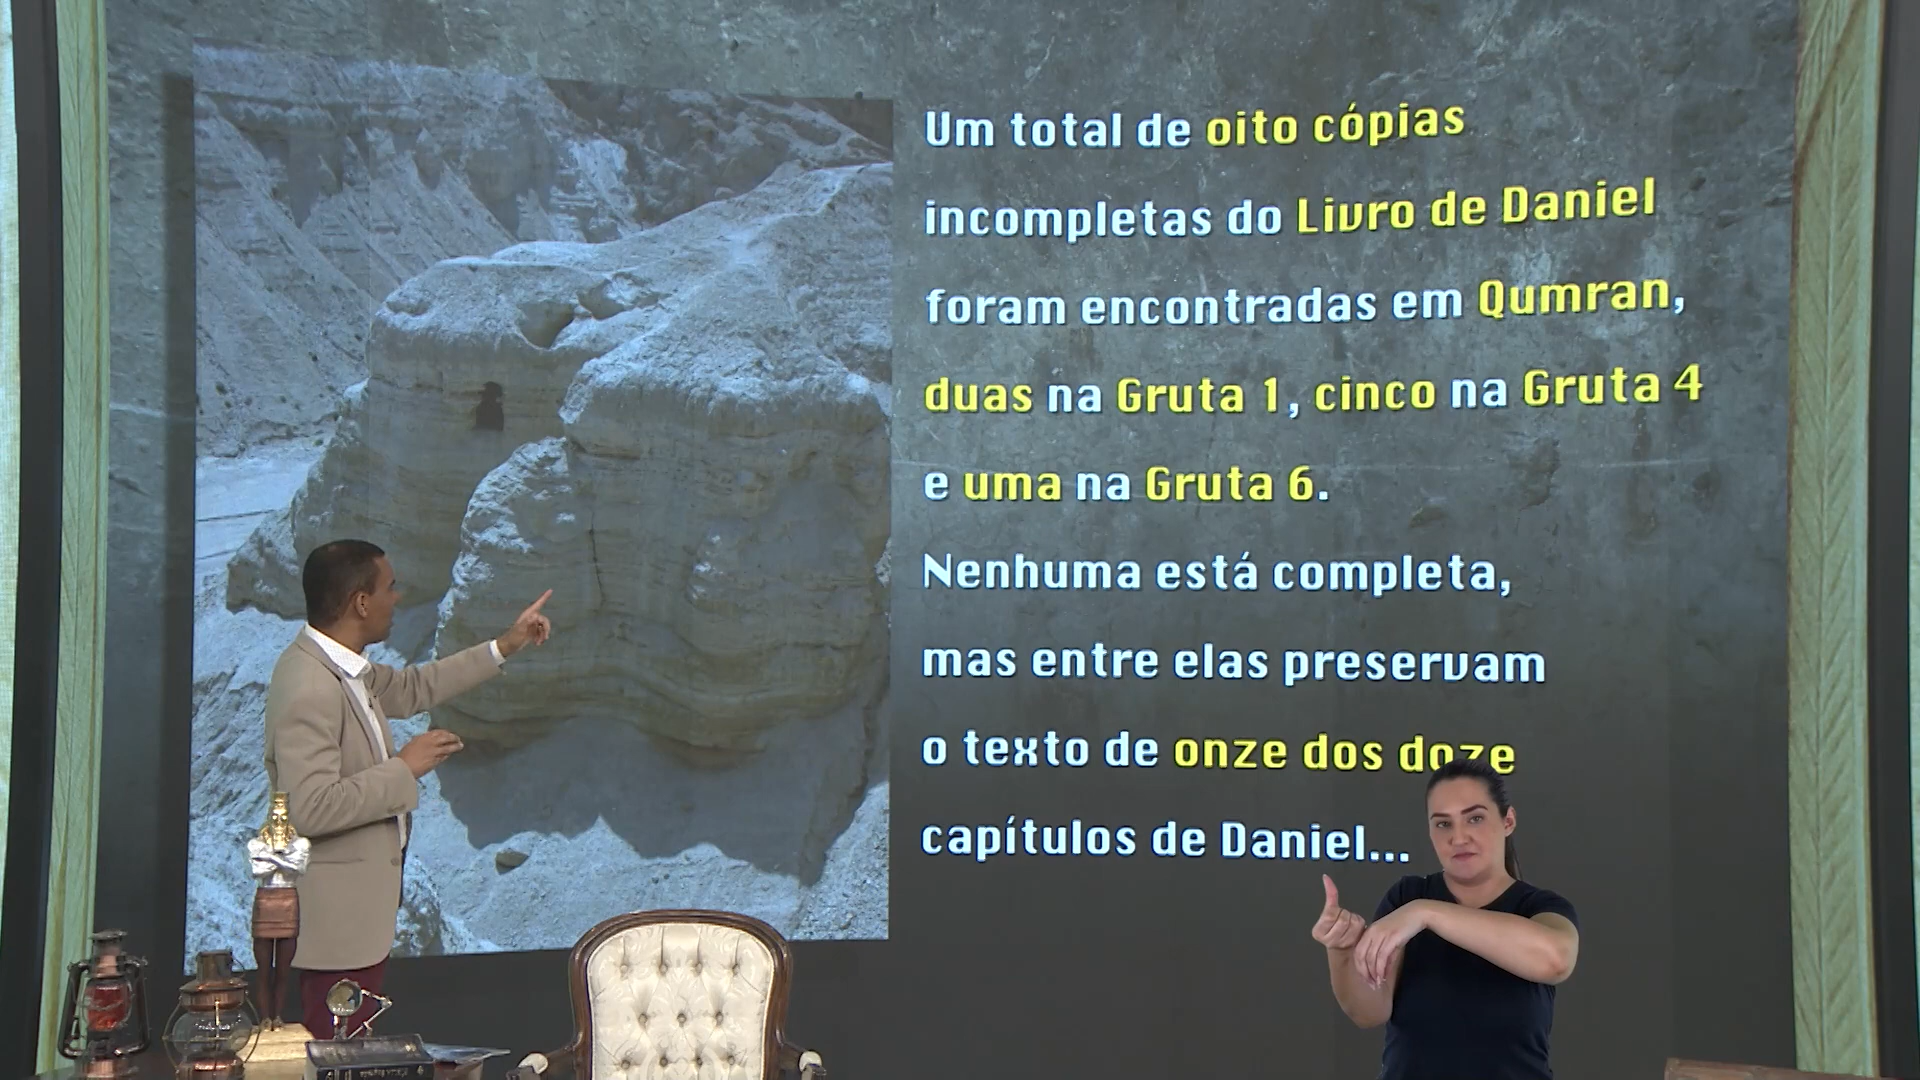 Um total de oito cópias
incompletas do Livro de Daniel
foram encontradas em Qumran,
duas na Gruta 1, cinco na Gruta 4
e uma na Gruta 6.
Nenhuma está completa,
mas entre elas preservam
o texto de onze dos doze
capítulos de Daniel...